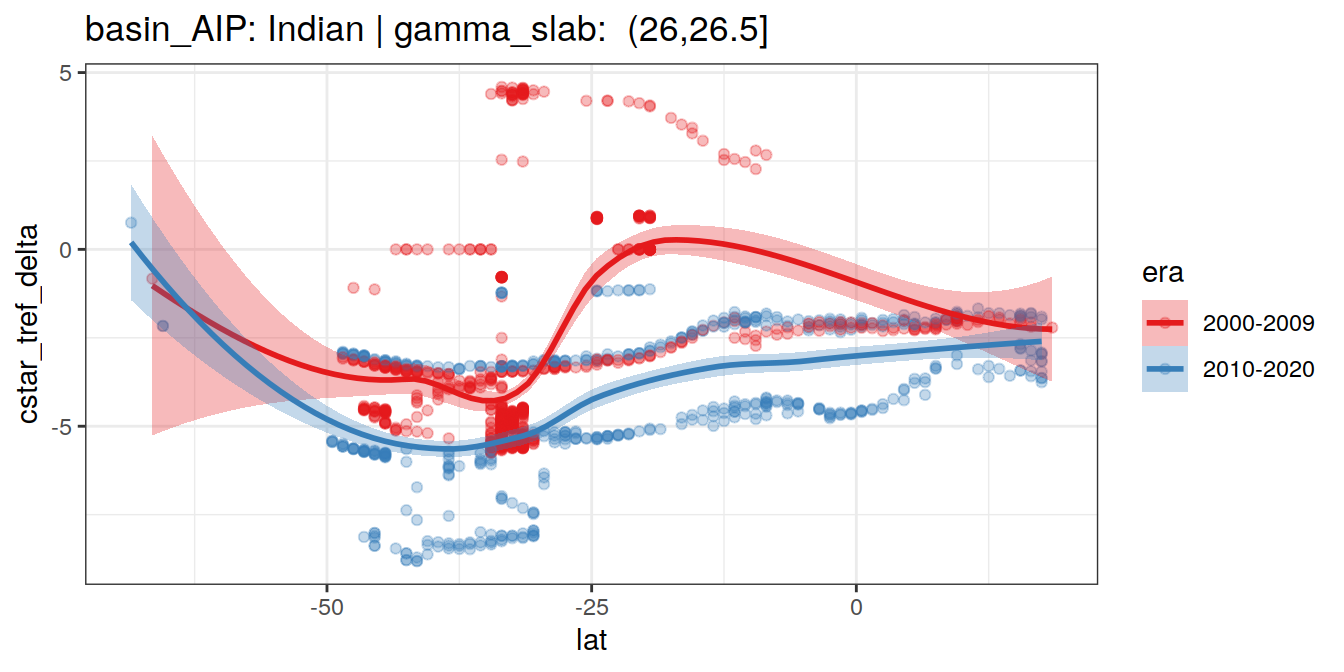 basin_AIP: Indian | gamma_slab:  (26,26.5]
5
0
-5
cstar_tref_delta
-50
-25
0
lat
era
2000-2009
2010-2020